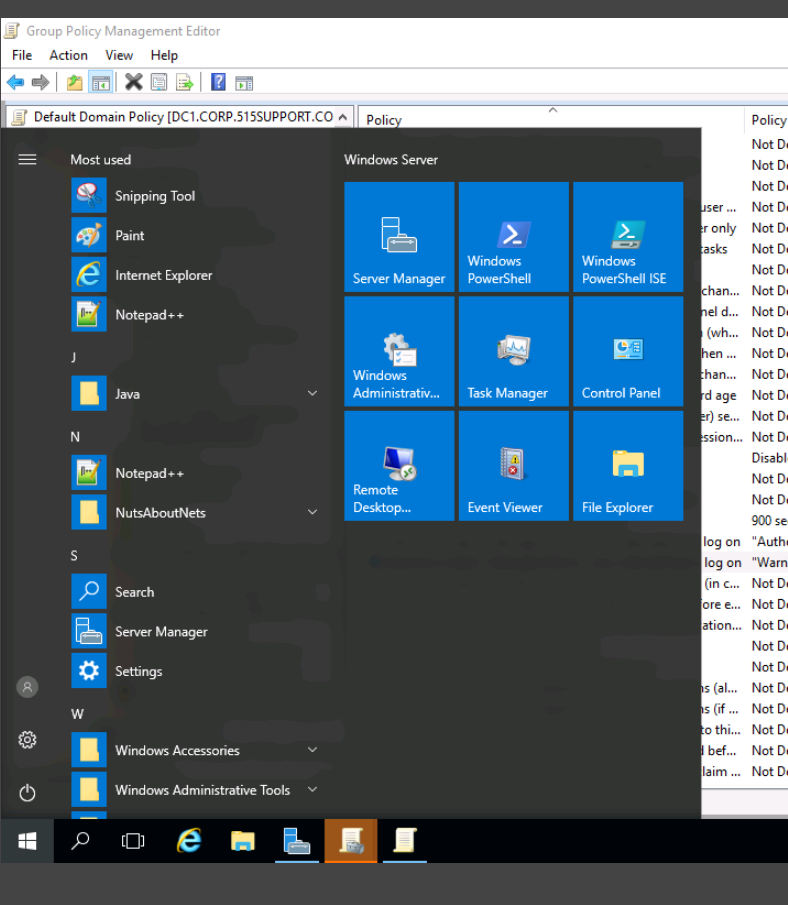 Group Policy Management Editor
File Action View Help
Default Domain Policy [DC1.CORP.515SUPPORT.CO
Policy
Policy
Most used
Snipping Tool
Paint
Internet Explorer
Notepad++
J
Java
N
Notepad++
NutsAboutNets
S
Search
Server Manager
Settings
W
Windows Accessories
Windows Administrative Tools
Windows Server
Server Manager
Windows PowerShell
Windows PowerShell ISE
Windows Administrativ...
Task Manager
Control Panel
Remote Desktop...
Event Viewer
File Explorer
Not De
Not De
Not De
user ... Not De
er only Not De
tasks Not De
Not De
chan... Not De
nel d... Not De
(wh... Not De
hen ... Not De
chan... Not De
rd age Not De
er) se... Not De
ession... Not De
Disabl
Not De
Not De
900 se
log on "Autho
log on "Warn
(in c... Not De
ore e... Not De
ation... Not De
Not De
Not De
ns (al... Not De
ns (if ... Not De
to thi... Not De
d bef... Not De
laim ... Not De